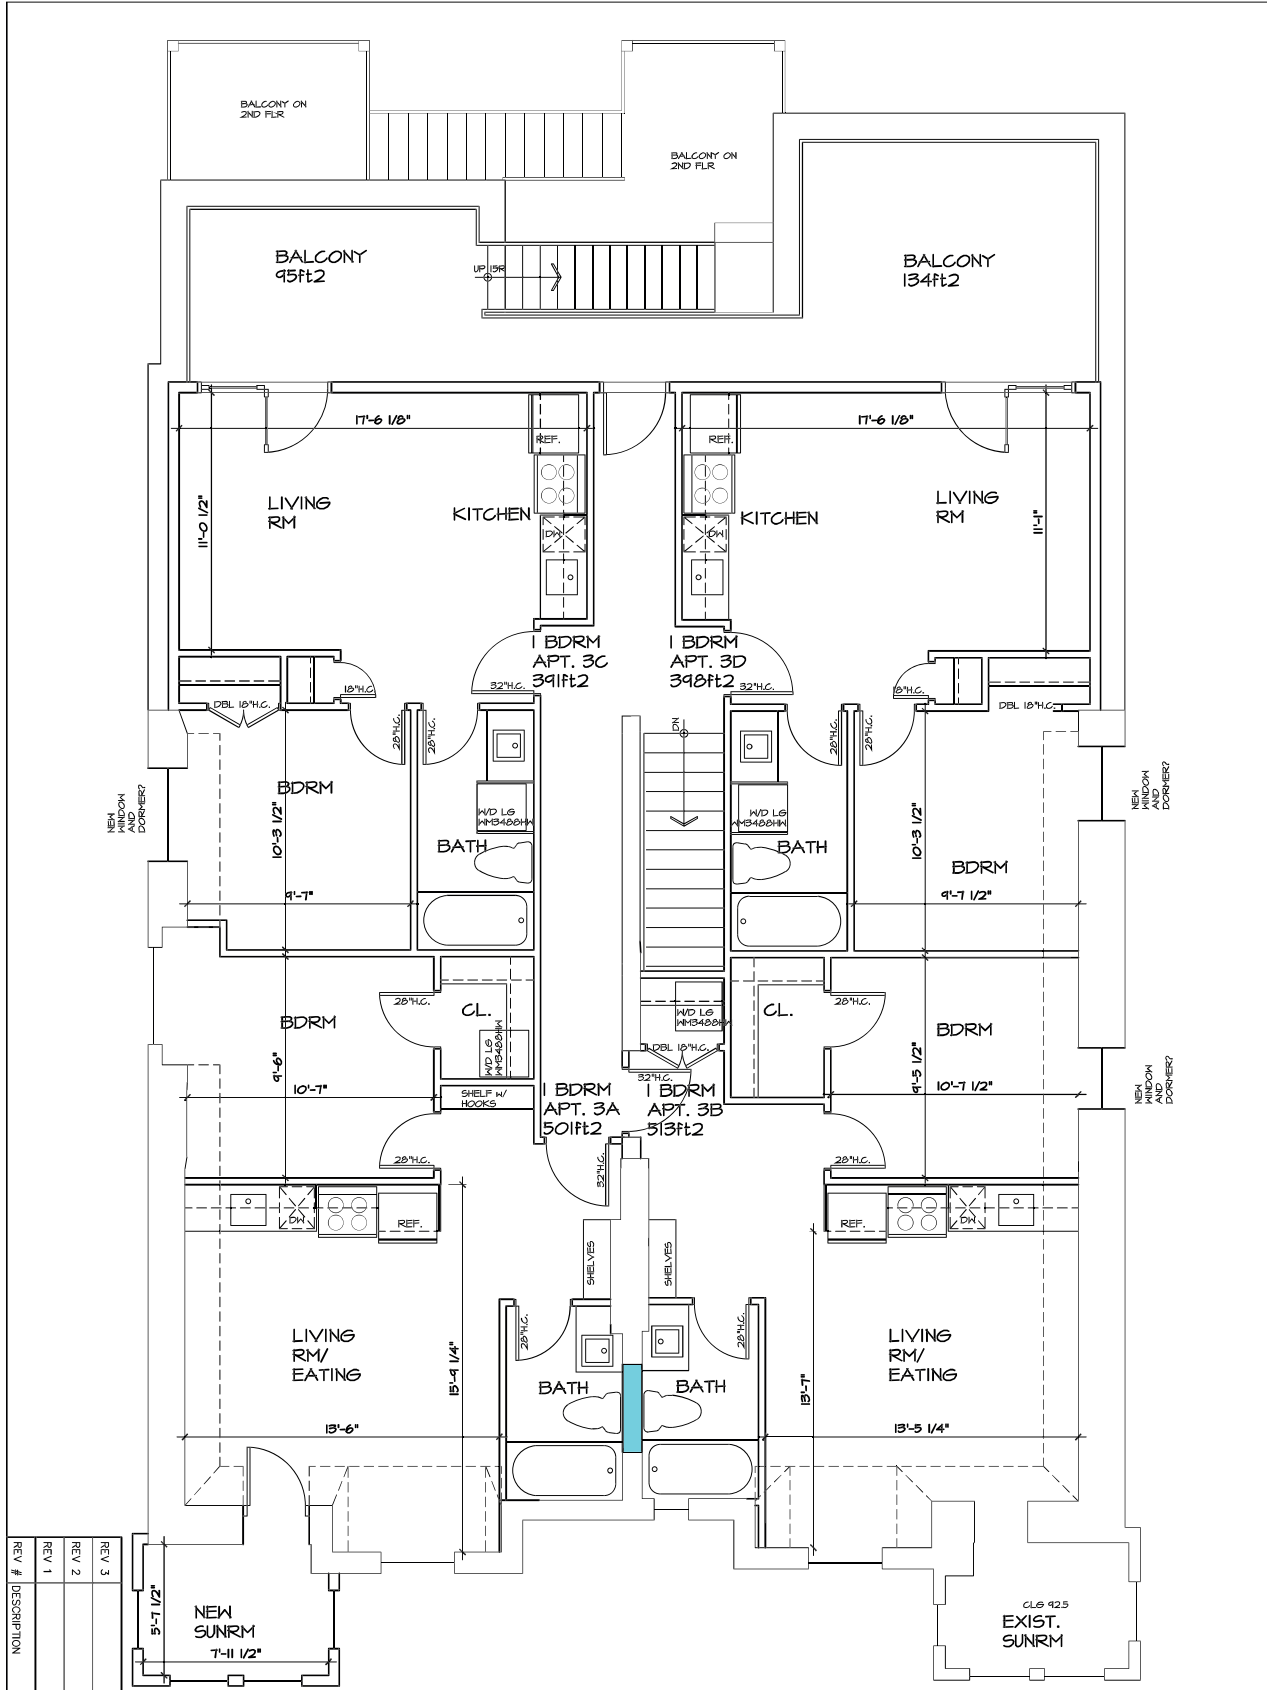 BALCONY ON
2ND FLR
BALCONY ON
2ND FLR
BALCONY
95ft2
UP 15R
BALCONY
134ft2
17'-6 1/8"
17'-6 1/8"
REF.
REF.
LIVING
RM
KITCHEN
KITCHEN
LIVING
RM
11'-0 1/2"
11'-1"
DW
DW
1 BDRM
APT. 3C
391ft2
1 BDRM
APT. 3D
398ft2
18"H.C.
32"H.C.
32"H.C.
18"H.C.
DBL 18"H.C.
DBL 18"H.C.
28"H.C.
28"H.C.
DN
28"H.C.
28"H.C.
NEW
WINDOW
AND
DORMER?
BDRM
10'-3 1/2"
W/D LG
WM3488HW
BATH
W/D LG
WM3488HW
BATH
10'-3 1/2"
BDRM
NEW
WINDOW
AND
DORMER?
9'-7"
9'-7 1/2"
28"H.C.
28"H.C.
BDRM
CL.
W/D LG
WM3488HW
W/D LG
WM3488HW
CL.
BDRM
9'-6"
DBL 18"H.C.
9'-5 1/2"
32"H.C.
10'-7"
SHELF W/
HOOKS
1 BDRM
APT. 3A
501ft2
1 BDRM
APT. 3B
513ft2
10'-7 1/2"
NEW
WINDOW
AND
DORMER?
28"H.C.
32"H.C.
28"H.C.
DW
REF.
REF.
DW
SHELVES
SHELVES
LIVING
RM/
EATING
28"H.C.
28"H.C.
LIVING
RM/
EATING
15'-9 1/4"
BATH
BATH
13'-7"
13'-6"
13'-5 1/4"
REV 3
REV 2
REV 1
REV #
DESCRIPTION
5'-7 1/2"
NEW
SUNRM
7'-11 1/2"
CLG 92.5
EXIST.
SUNRM